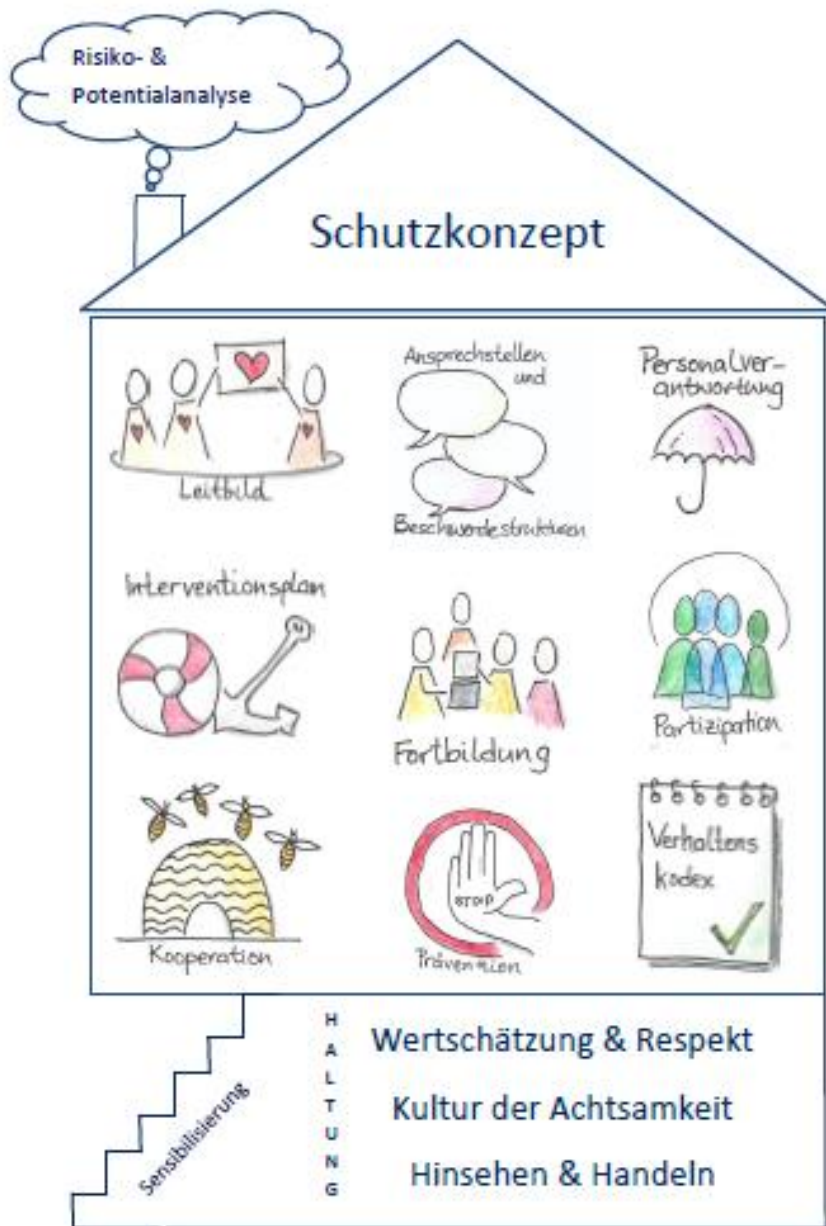 Risiko- &
Potentialanalyse
Schutzkonzept
Leitbild
Ansprechstellen
und
Beschwerdestrukturen
Personalver-
antwortung
Interventionsplan
Fortbildung
Partizipation
Kooperation
STOP
Prävention
Verhaltens
kodex
Sensibilisierung
HALTUNG
Wertschätzung & Respekt
Kultur der Achtsamkeit
Hinsehen & Handeln